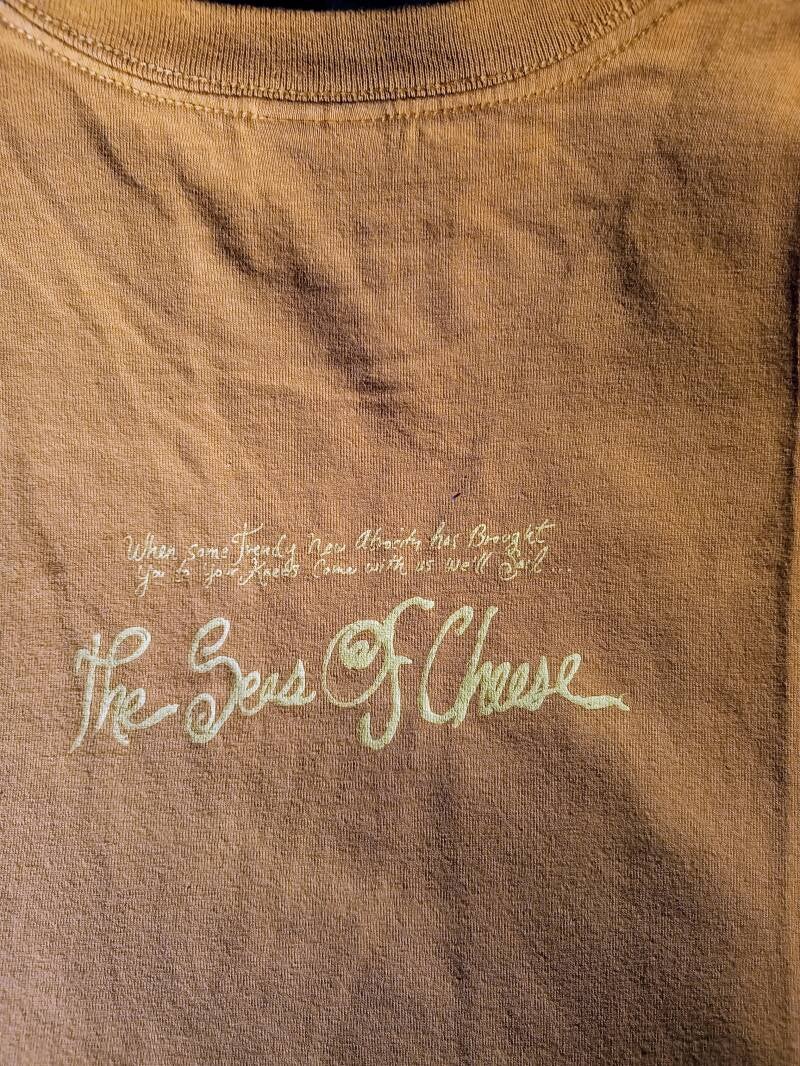 When some Trendy New Atrocity has Brought
you to your Knees Come with us we'll Sail...
The Seas Of Cheese